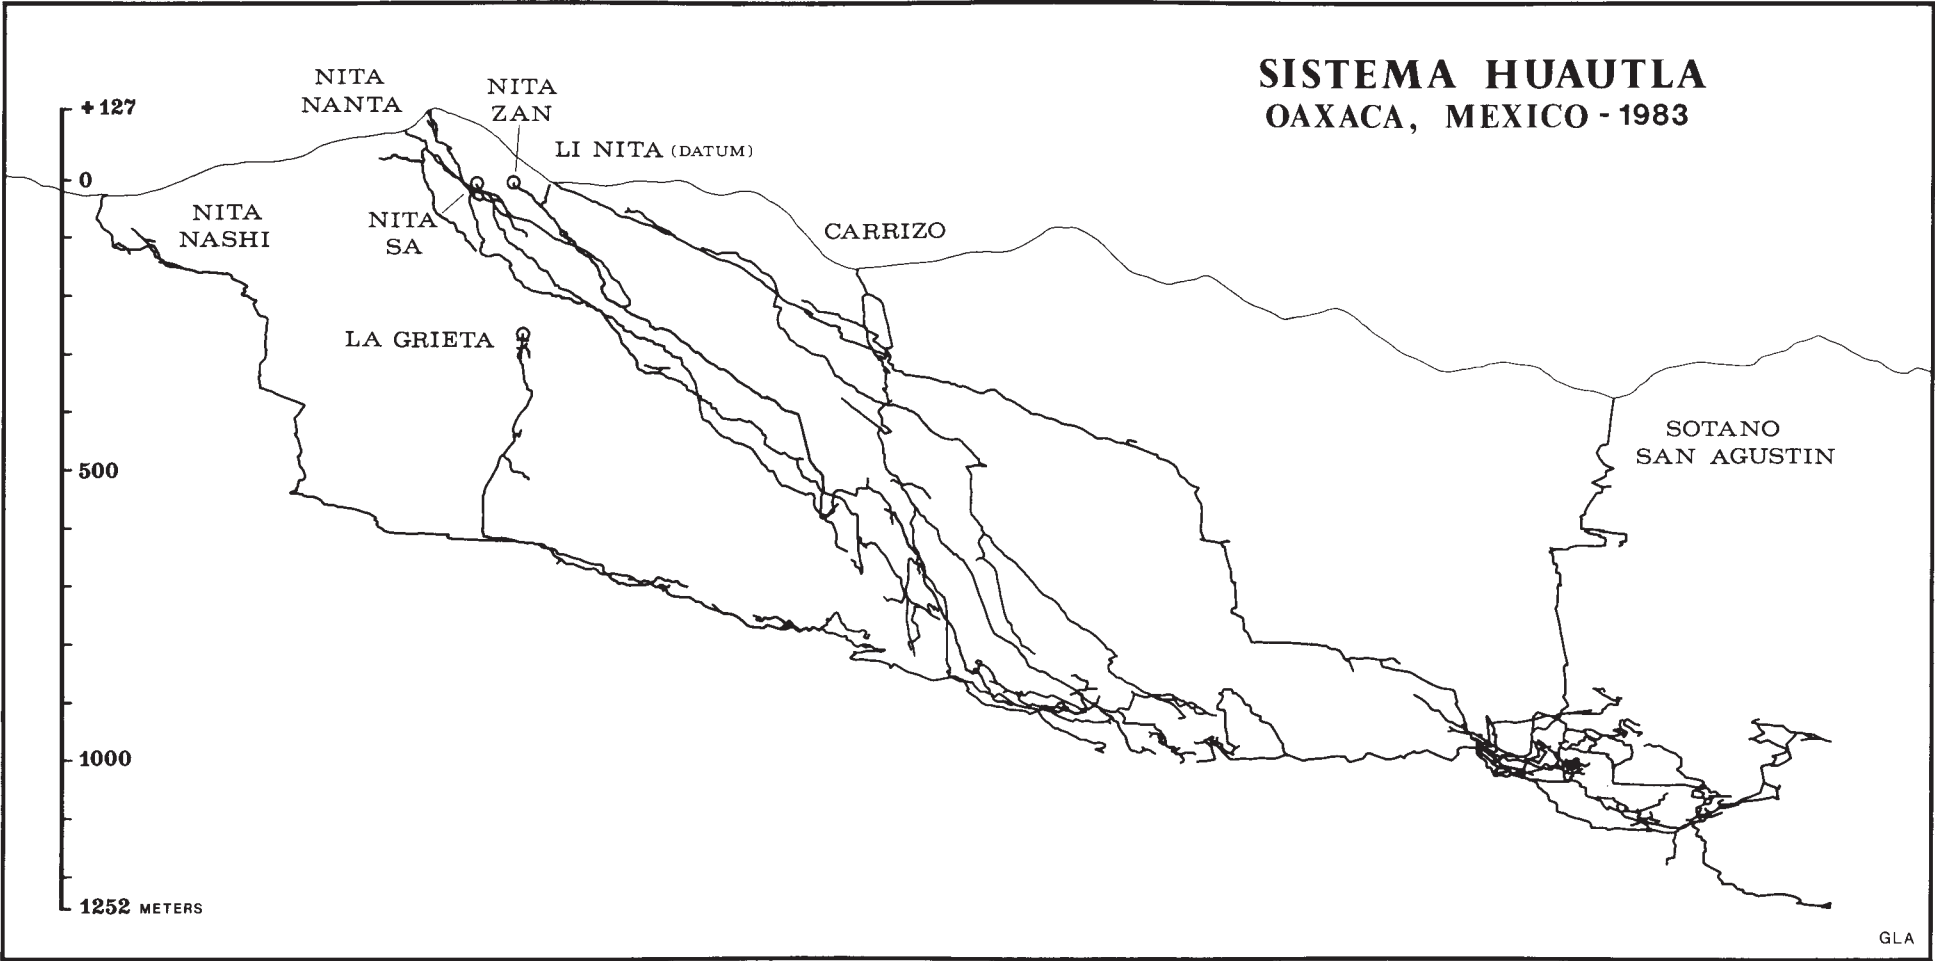 SISTEMA HUAUTLA
OAXACA, MEXICO - 1983
NITA
NANTA
NITA
ZAN
+127
LI NITA (DATUM)
0
NITA
NASHI
NITA
SA
CARRIZO
LA GRIETA
SOTANO
SAN AGUSTIN
500
1000
1252 METERS
GLA